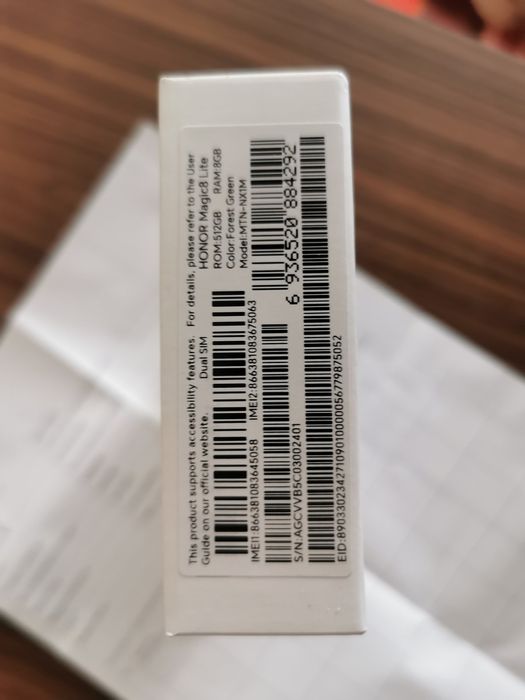 This product supports accessibility features. For details, please refer to the User
Guide on our official website.
Dual SIM
HONOR Magic8 Lite
ROM:512GB RAM:8GB
Color:Forest Green
Model:MTN-NX1M
IMEI1:866381083645058
IMEI2:866381083675063
6 936520 884292
S/N:AGCVVB5C03002401
EID:890330234271090100000056779875052